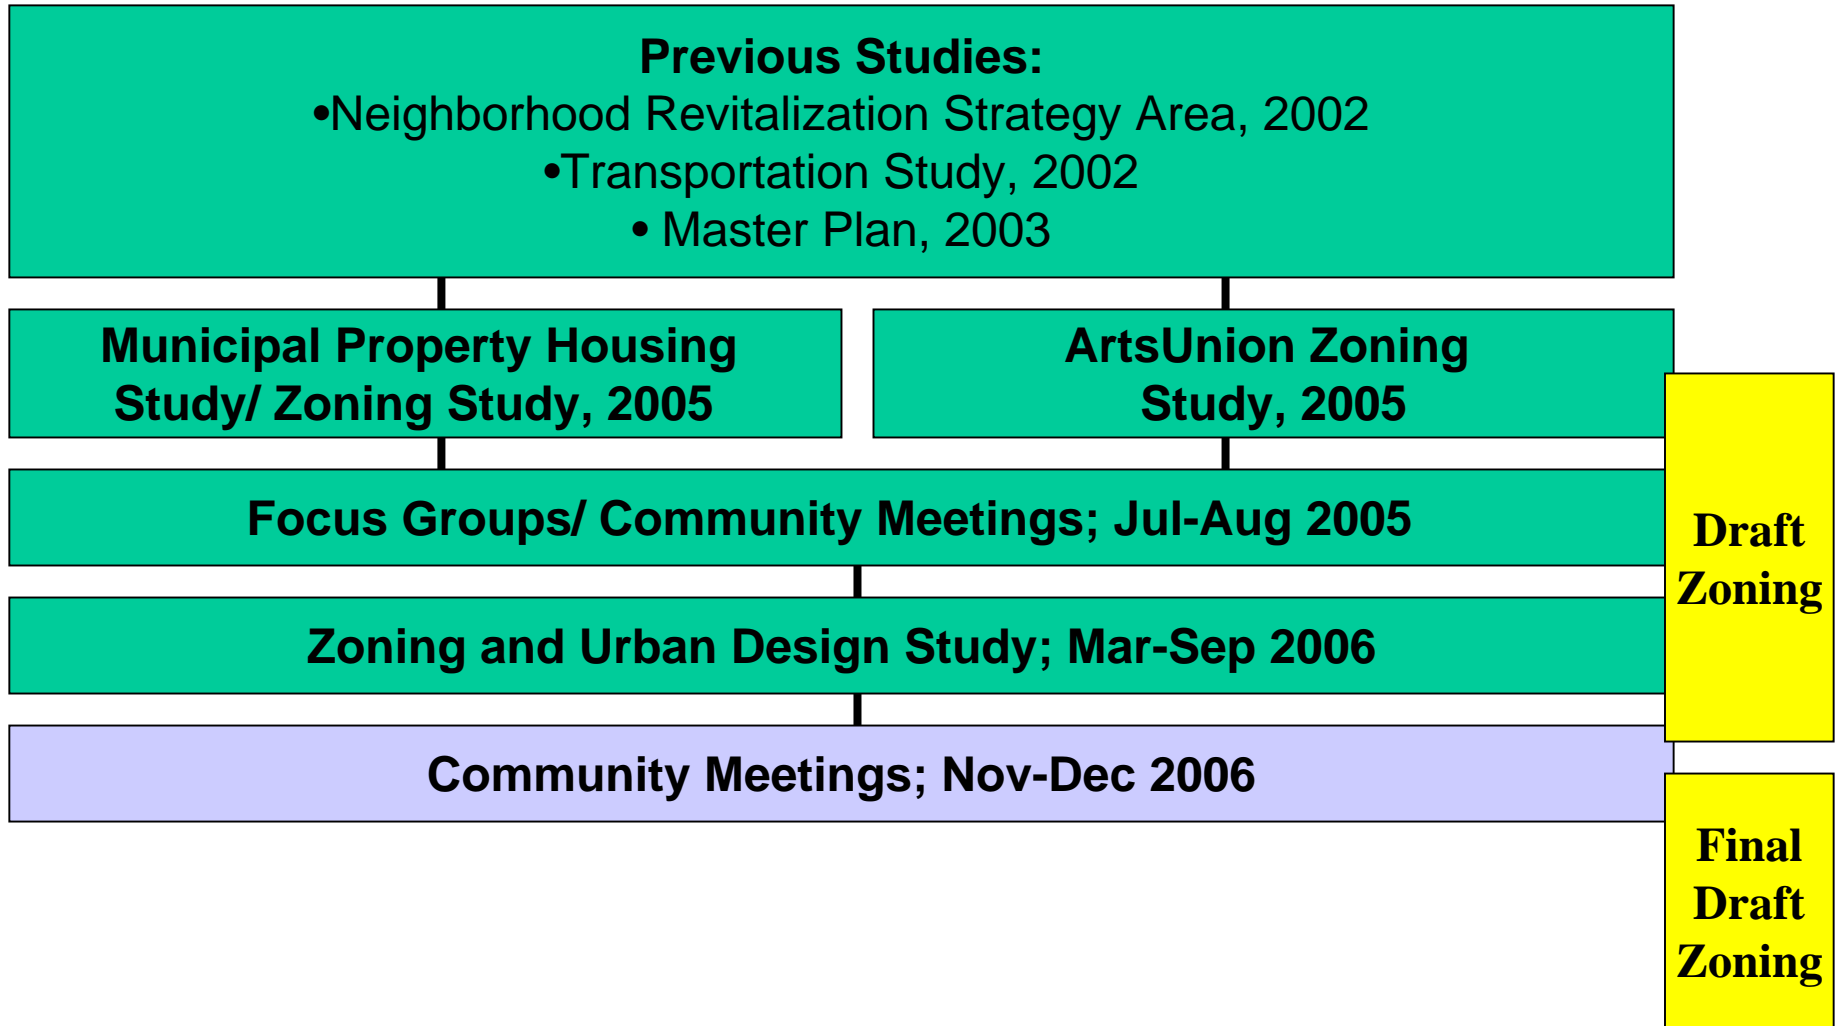 Previous Studies:
•Neighborhood Revitalization Strategy Area, 2002
•Transportation Study, 2002
• Master Plan, 2003
Municipal Property Housing
Study/ Zoning Study, 2005
ArtsUnion Zoning
Study, 2005
Focus Groups/ Community Meetings; Jul-Aug 2005
Zoning and Urban Design Study; Mar-Sep 2006
Community Meetings; Nov-Dec 2006
Draft
Zoning
Final
Draft
Zoning